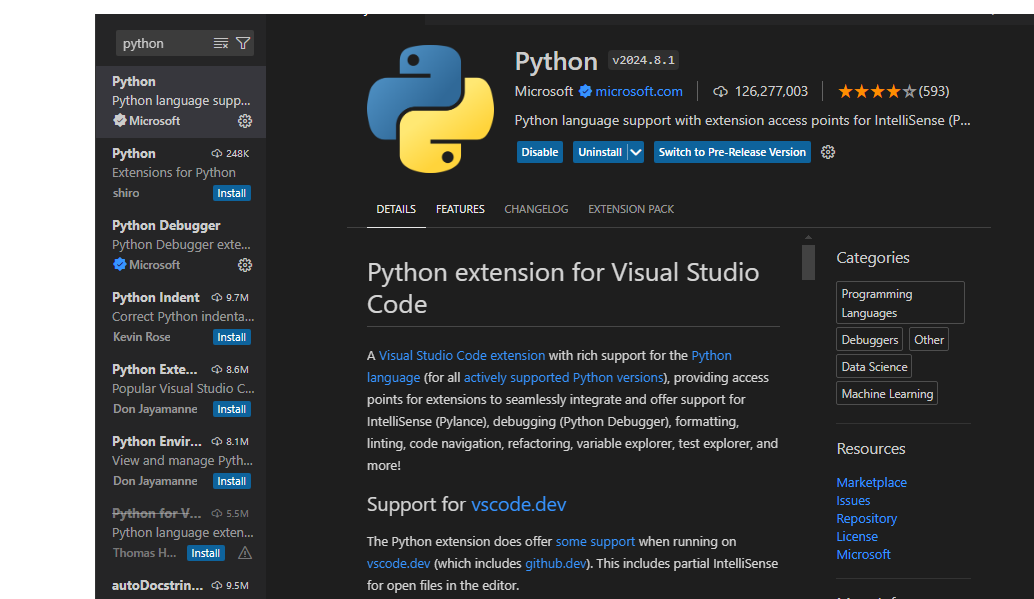 python
Python
Python language supp...
Microsoft
Python 248K
Extensions for Python
shiro Install
Python Debugger
Python Debugger exte...
Microsoft
Python Indent 9.7M
Correct Python indenta...
Kevin Rose Install
Python Exte... 8.6M
Popular Visual Studio C...
Don Jayamanne Install
Python Envir... 8.1M
View and manage Pyth...
Don Jayamanne Install
Python for V... 5.5M
Python language exten...
Thomas H... Install
autoDocstrin... 9.5M
Python v2024.8.1
Microsoft microsoft.com 126,277,003 (593)
Python language support with extension access points for IntelliSense (P...
Disable Uninstall Switch to Pre-Release Version
DETAILS FEATURES CHANGELOG EXTENSION PACK
Python extension for Visual Studio
Code
A Visual Studio Code extension with rich support for the Python
language (for all actively supported Python versions), providing access
points for extensions to seamlessly integrate and offer support for
IntelliSense (Pylance), debugging (Python Debugger), formatting,
linting, code navigation, refactoring, variable explorer, test explorer, and
more!
Support for vscode.dev
The Python extension does offer some support when running on
vscode.dev (which includes github.dev). This includes partial IntelliSense
for open files in the editor.
Categories
Programming
Languages
Debuggers Other
Data Science
Machine Learning
Resources
Marketplace
Issues
Repository
License
Microsoft